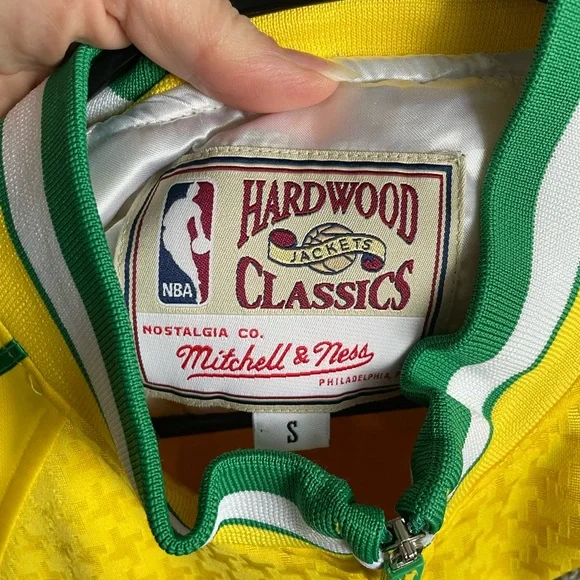 HARDWOOD
JACKETS
CLASSICS
NBA
NOSTALGIA CO.
Mitchell & Ness
PHILADELPHIA,
S